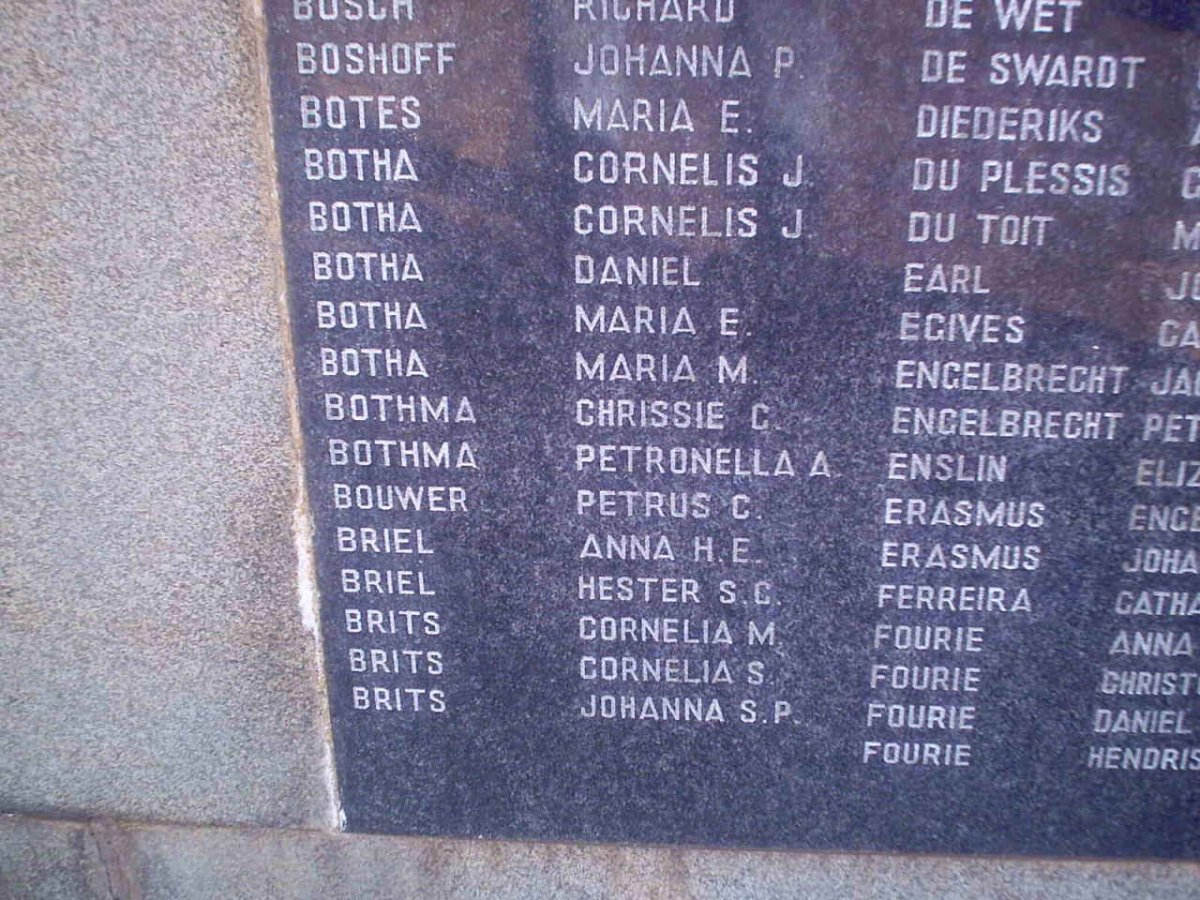 BOSCH RICHARD
BOSHOFF JOHANNA P.
BOTES MARIA E.
BOTHA CORNELIS J.
BOTHA CORNELIS J.
BOTHA DANIEL
BOTHA MARIA E.
BOTHA MARIA M.
BOTHMA CHRISSIE C.
BOTHMA PETRONELLA A
BOUWER PETRUS C.
BRIEL ANNA H.E.
BRIEL HESTER S.C.
BRITS CORNELIA M.
BRITS CORNELIA S.
BRITS JOHANNA S.P.
DE WET
DE SWARDT
DIEDERIKS
DU PLESSIS
DU TOIT
EARL
EGIVES
ENGELBRECHT
ENGELBRECHT
ENSLIN
ERASMUS
ERASMUS
FERREIRA
FOURIE ANNA
FOURIE
FOURIE DANIEL
FOURIE